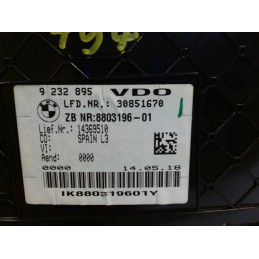 9 232 895 VDO
LFD.NR.: 30851670
ZB NR:8803196-01
Lief.Nr.: 14369510
CO: SPAIN L3
VI:
Aend: 0000
0000 14.05.18
IK880319601Y